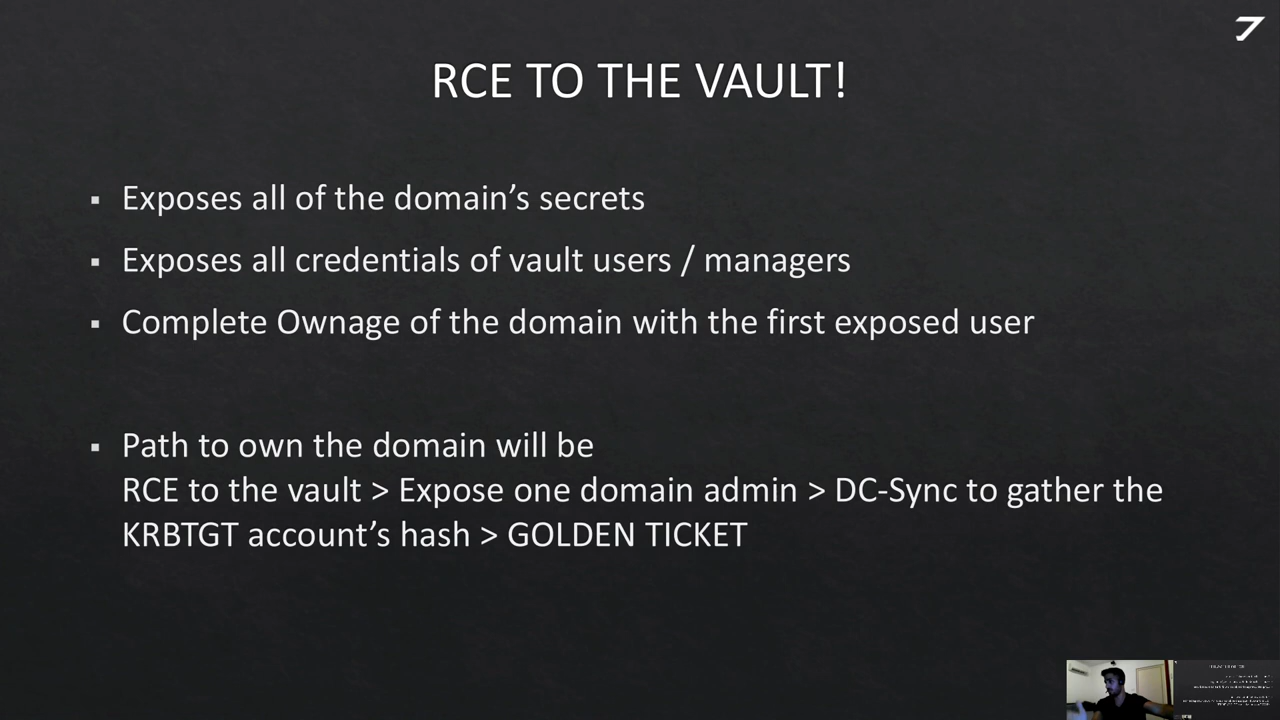 RCE TO THE VAULT!
▪ Exposes all of the domain’s secrets
▪ Exposes all credentials of vault users / managers
▪ Complete Ownage of the domain with the first exposed user
▪ Path to own the domain will be
RCE to the vault > Expose one domain admin > DC-Sync to gather the
KRBTGT account’s hash > GOLDEN TICKET